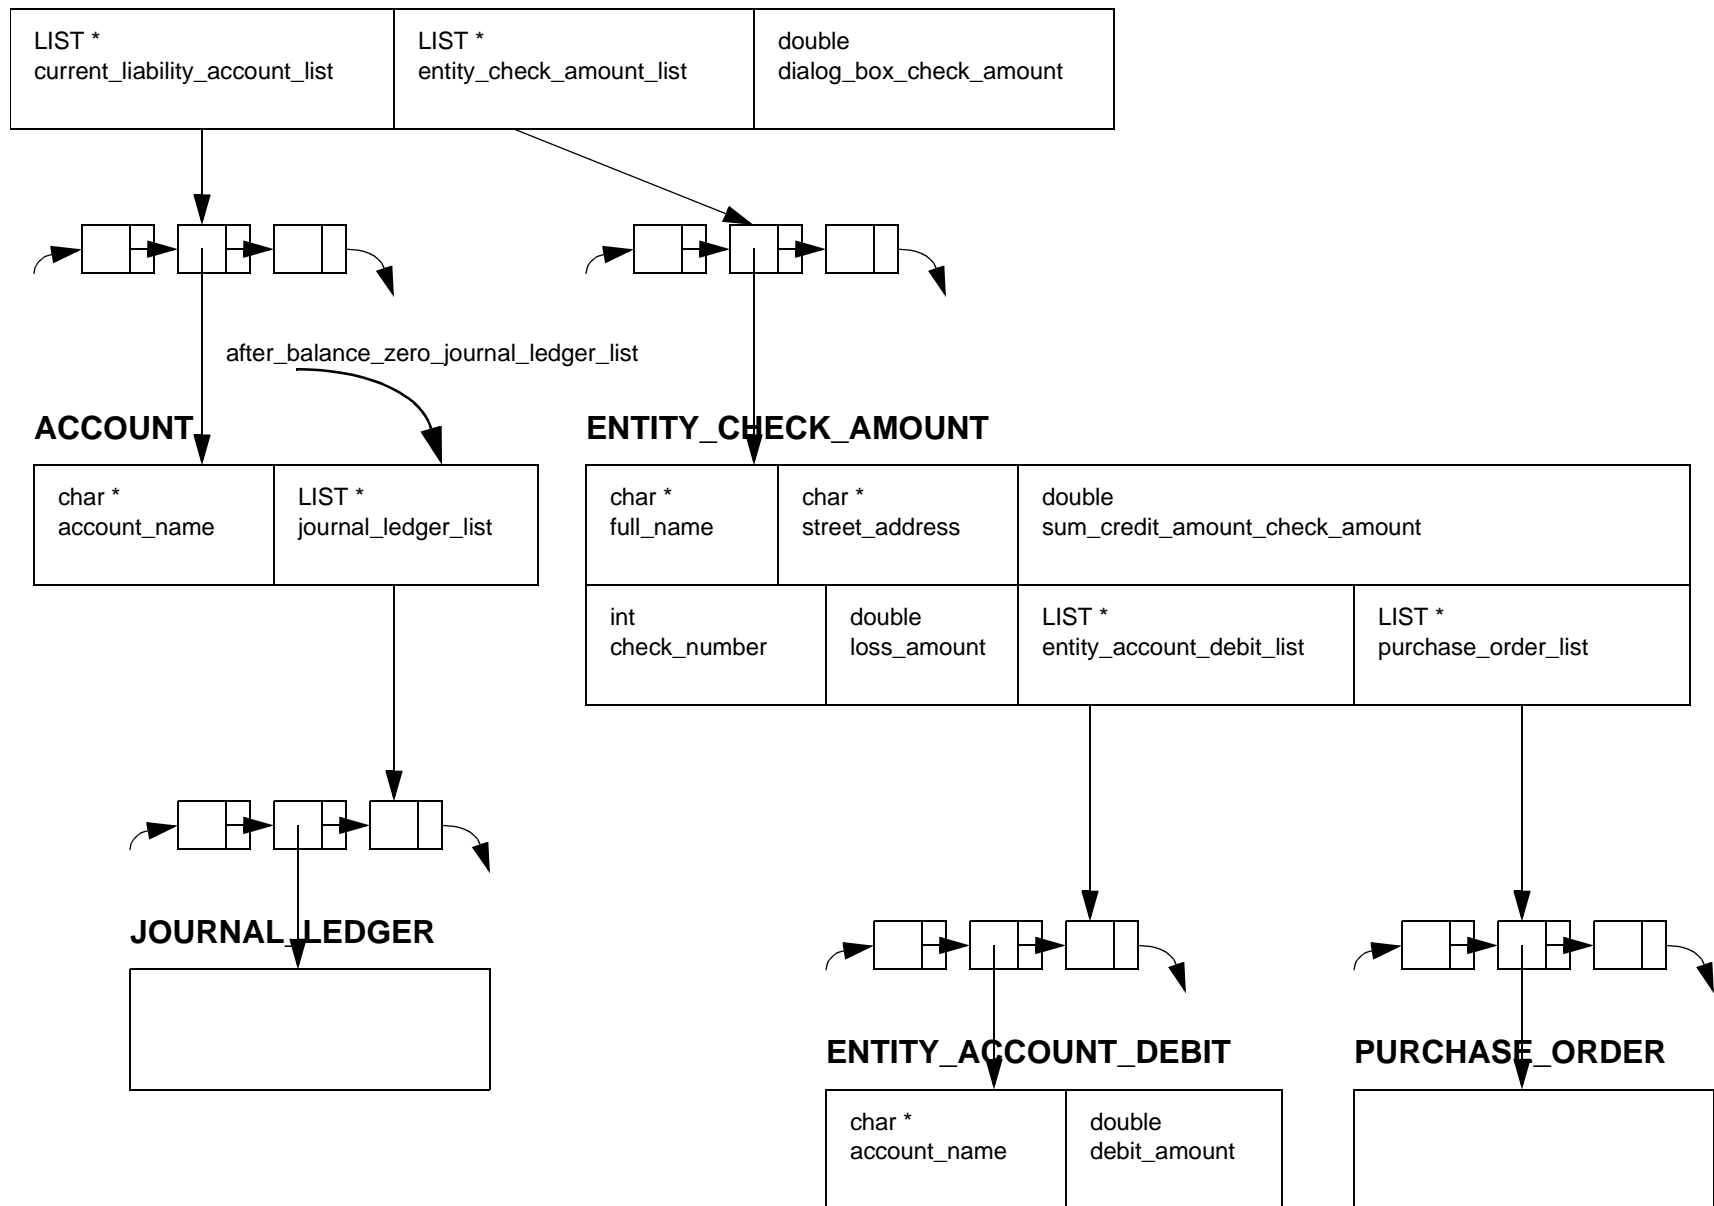 LIST *
current_liability_account_list
LIST *
entity_check_amount_list
double
dialog_box_check_amount
after_balance_zero_journal_ledger_list
ACCOUNT
char *
account_name
LIST *
journal_ledger_list
ENTITY_CHECK_AMOUNT
char *
full_name
char *
street_address
double
sum_credit_amount_check_amount
int
check_number
double
loss_amount
LIST *
entity_account_debit_list
LIST *
purchase_order_list
JOURNAL_LEDGER
ENTITY_ACCOUNT_DEBIT
char *
account_name
double
debit_amount
PURCHASE_ORDER